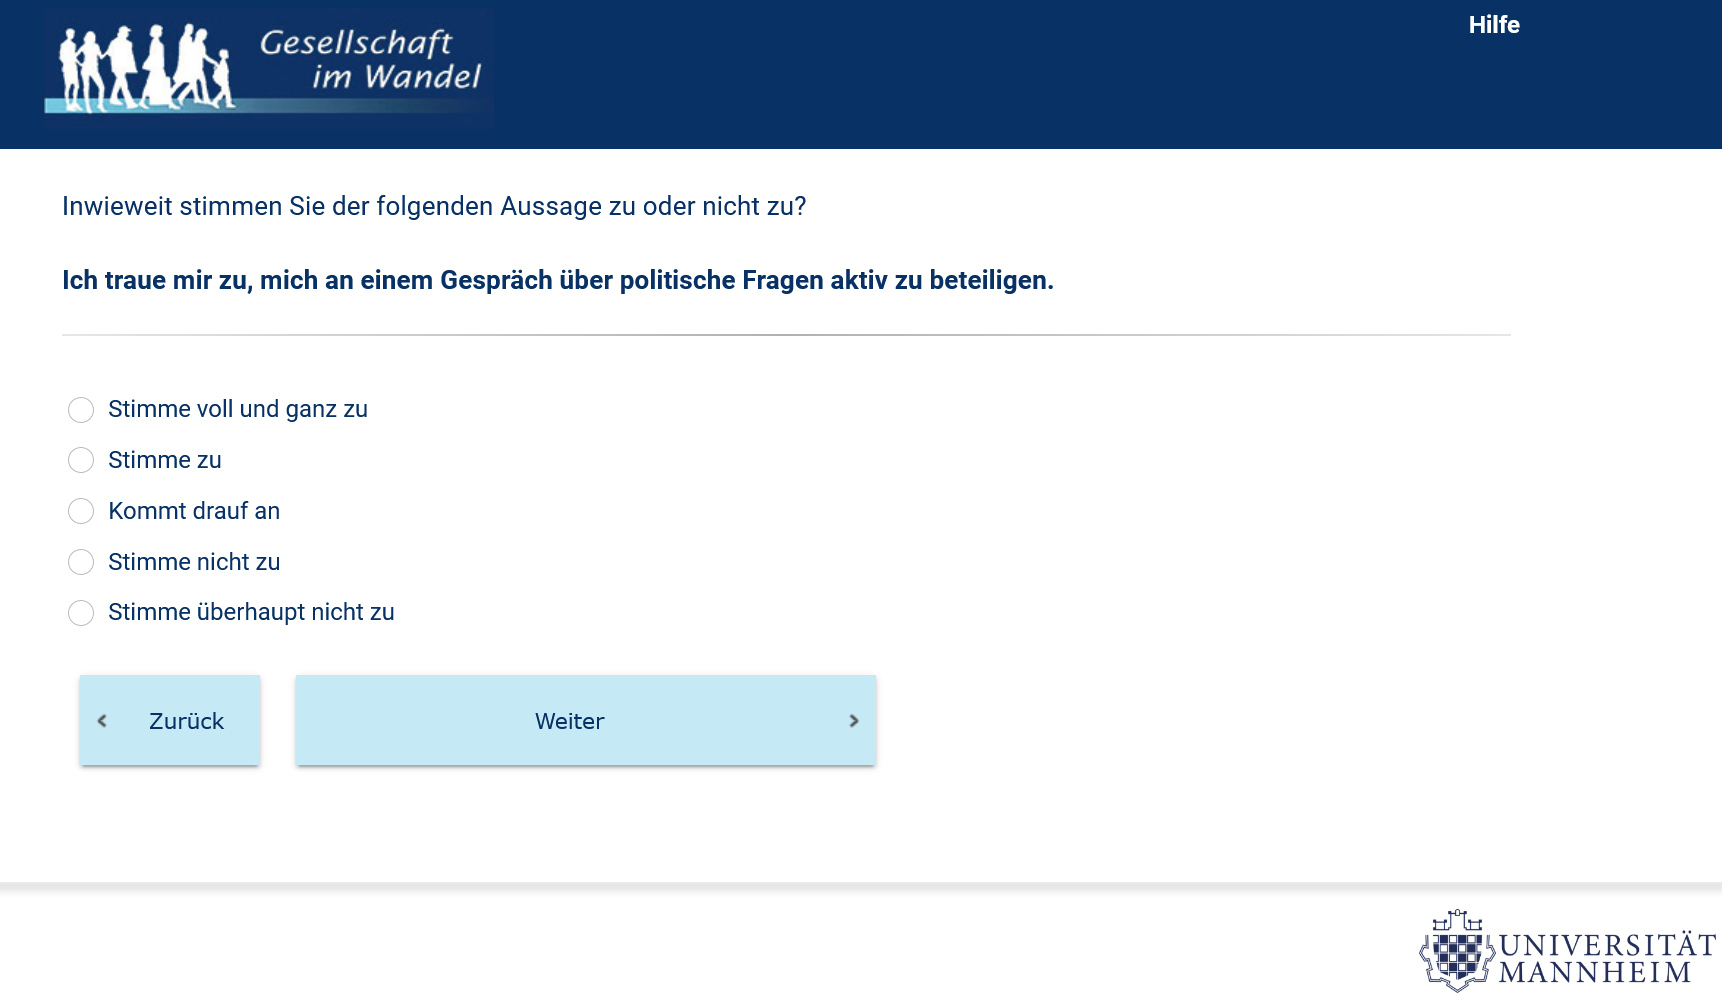 Gesellschaft
im Wandel
Hilfe
Inwieweit stimmen Sie der folgenden Aussage zu oder nicht zu?
Ich traue mir zu, mich an einem Gespräch über politische Fragen aktiv zu beteiligen.
Stimme voll und ganz zu
Stimme zu
Kommt drauf an
Stimme nicht zu
Stimme überhaupt nicht zu
Zurück
Weiter
UNIVERSITÄT
MANNHEIM